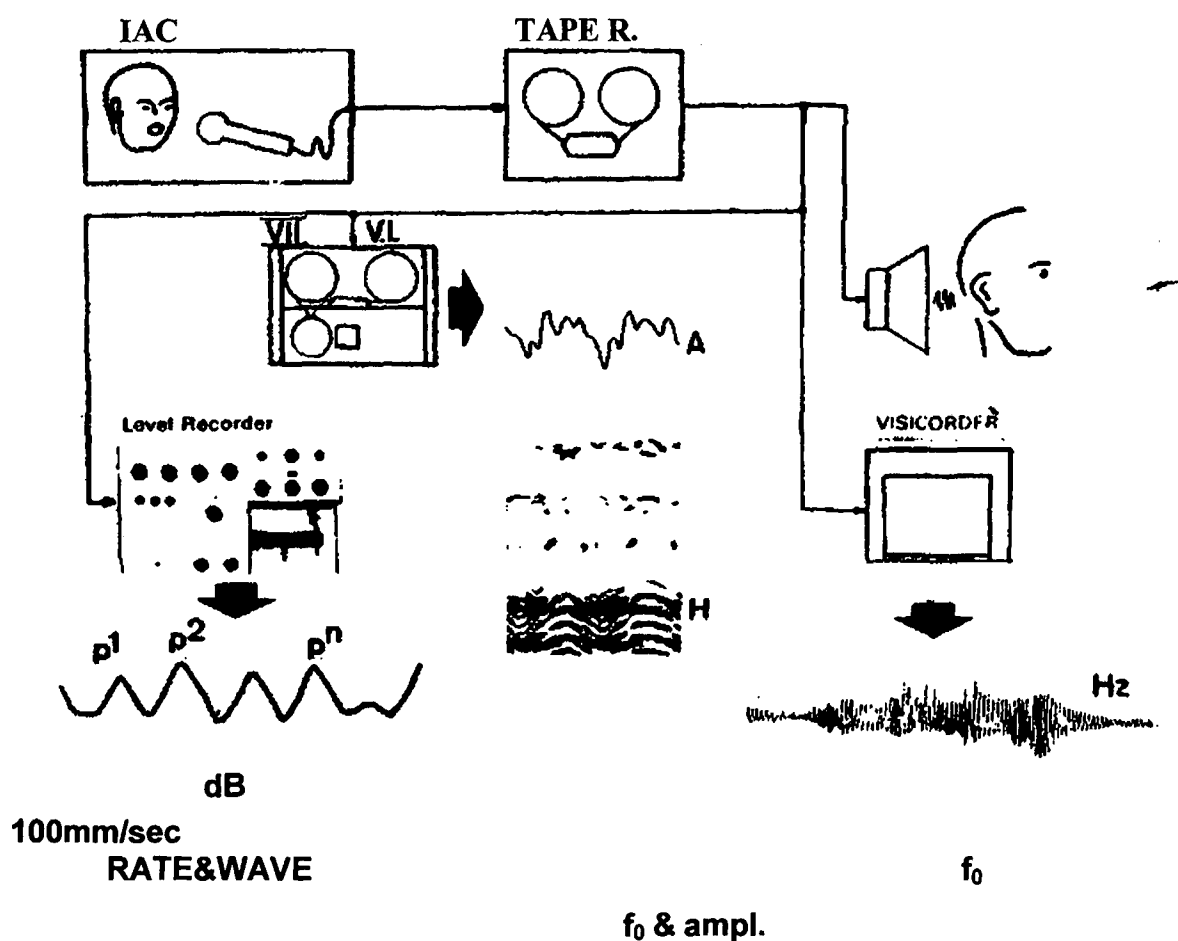 IAC
TAPE R.
VII V.I.
A
Level Recorder
VISICORDER
H
p1 p2 pn
Hz
dB
100mm/sec
RATE&WAVE
f0
f0 & ampl.